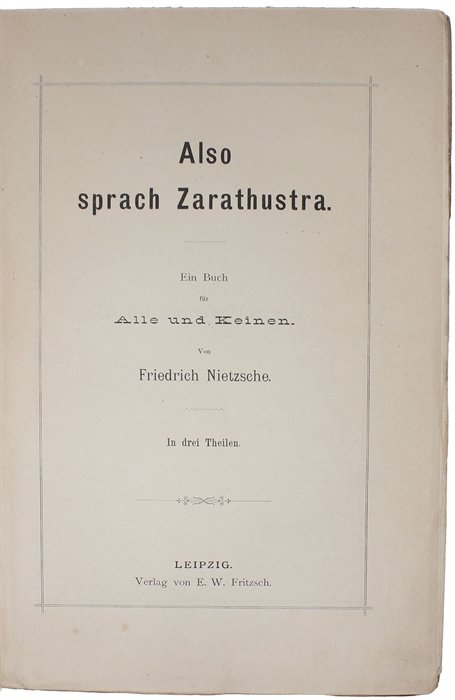 Also
sprach Zarathustra.
Ein Buch
für
Alle und Keinen.
Von
Friedrich Nietzsche.
In drei Theilen.
LEIPZIG.
Verlag von E. W. Fritzsch.